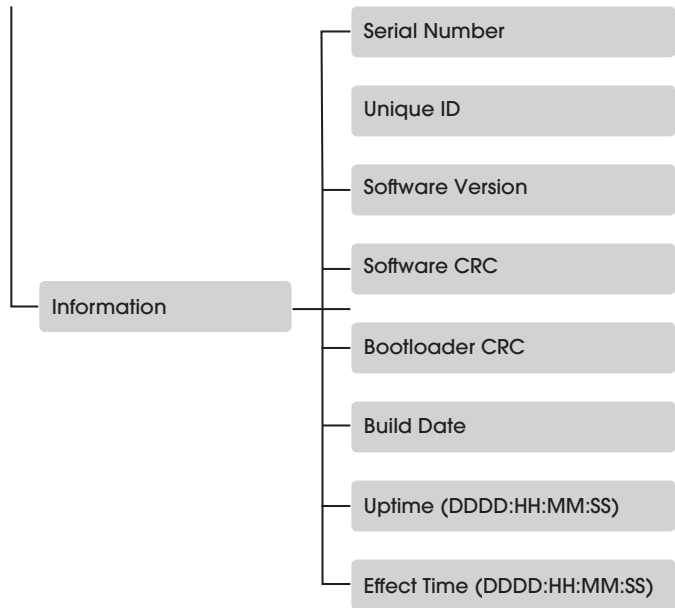 Serial Number
Unique ID
Software Version
Software CRC
Information
Bootloader CRC
Build Date
Uptime (DDDD:HH:MM:SS)
Effect Time (DDDD:HH:MM:SS)